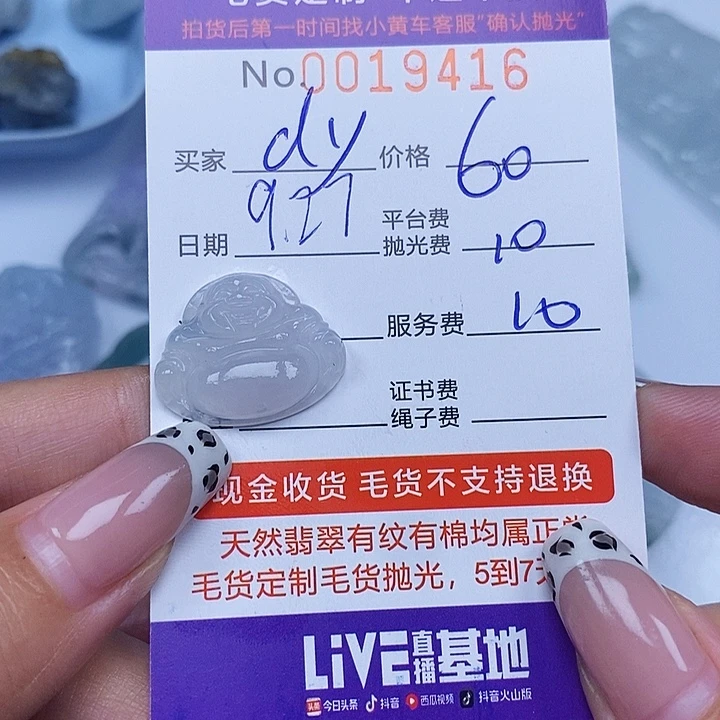 拍货后第一时间找小黄车客服“确认抛光”
No.0019416
买家 dy 价格 60
日期 9.27 平台费
抛光费 10
服务费 10
证书费
绳子费
现金收货 毛货不支持退换
天然翡翠有纹有棉均属正常
毛货定制毛货抛光，5到7天
LiVE直播基地
今日头条 抖音 西瓜视频 抖音火山版